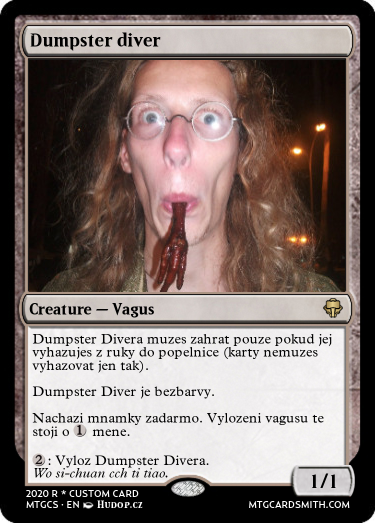 Dumpster diver
Creature — Vagus
Dumpster Divera muzes zahrat pouze pokud jej
vyhazujes z ruky do popelnice (karty nemuzes
vyhazovat jen tak).
Dumpster Diver je bezbarvy.
Nachazi mnamky zadarmo. Vylozeni vagusu te
stoji o 1 mene.
2: Vyloz Dumpster Divera.
Wo si-chuan cch ti tiao.
1/1
2020 R * CUSTOM CARD
MTGCS · EN HUDOP.CZ
MTGCARDSMITH.COM